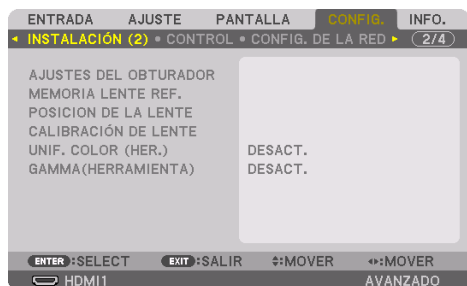 ENTRADA AJUSTE PANTALLA CONFIG. INFO.
INSTALACIÓN (2) • CONTROL • CONFIG. DE LA RED 2/4
AJUSTES DEL OBTURADOR
MEMORIA LENTE REF.
POSICION DE LA LENTE
CALIBRACIÓN DE LENTE
UNIF. COLOR (HER.) DESACT.
GAMMA(HERRAMIENTA) DESACT.
ENTER :SELECT EXIT :SALIR :MOVER :MOVER
HDMI1 AVANZADO